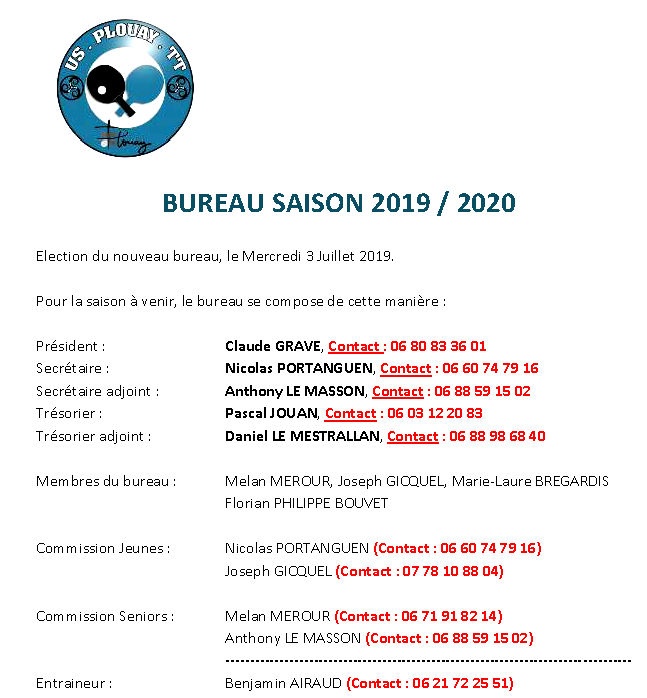 US . PLOUAY . TT
Plouay
BUREAU SAISON 2019 / 2020
Election du nouveau bureau, le Mercredi 3 Juillet 2019.
Pour la saison à venir, le bureau se compose de cette manière :
Président : Claude GRAVE, Contact : 06 80 83 36 01
Secrétaire : Nicolas PORTANGUEN, Contact : 06 60 74 79 16
Secrétaire adjoint : Anthony LE MASSON, Contact : 06 88 59 15 02
Trésorier : Pascal JOUAN, Contact : 06 03 12 20 83
Trésorier adjoint : Daniel LE MESTRALLAN, Contact : 06 88 98 68 40
Membres du bureau : Melan MEROUR, Joseph GICQUEL, Marie-Laure BREGARDIS
Florian PHILIPPE BOUVET
Commission Jeunes : Nicolas PORTANGUEN (Contact : 06 60 74 79 16)
Joseph GICQUEL (Contact : 07 78 10 88 04)
Commission Seniors : Melan MEROUR (Contact : 06 71 91 82 14)
Anthony LE MASSON (Contact : 06 88 59 15 02)
Entraineur : Benjamin AIRAUD (Contact : 06 21 72 25 51)